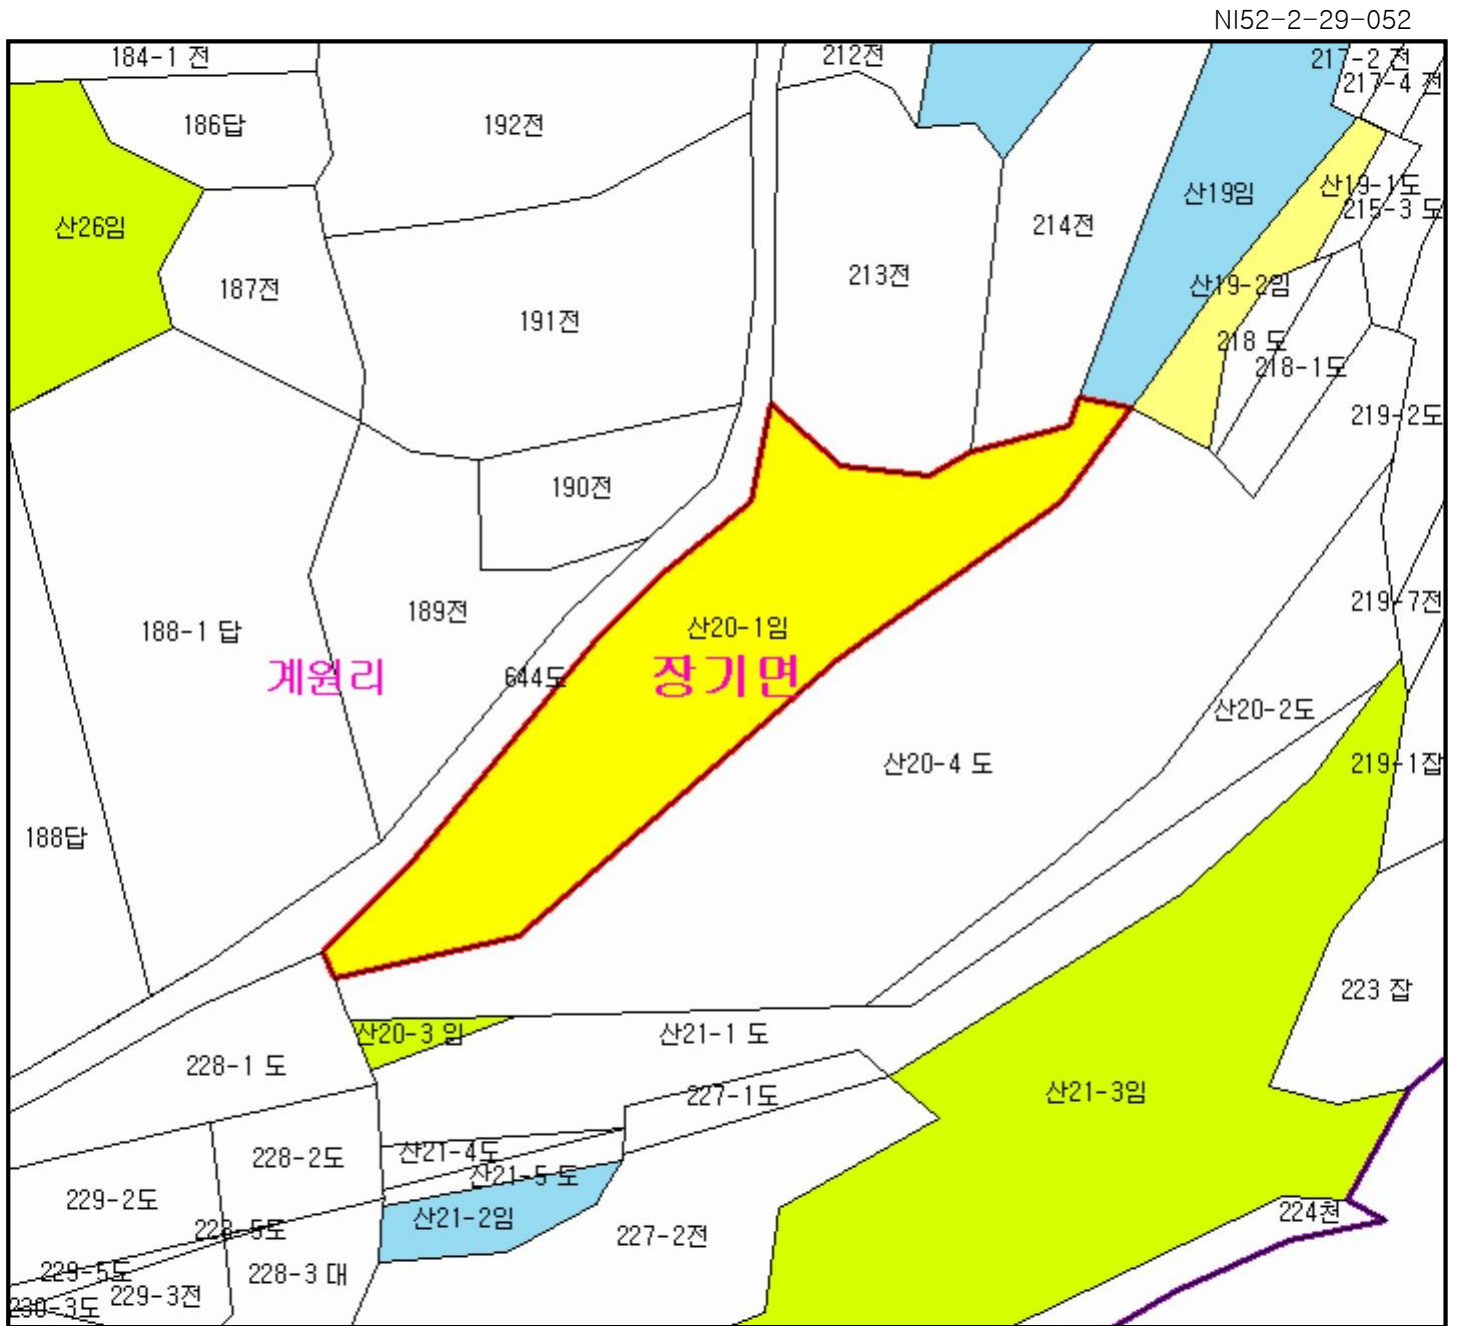 NI52-2-29-052
184-1 전
212전
217-2 전
217-4 전
186답
192전
산19임
산19-1도
215-3 도
산26임
214전
213전
187전
산19-2임
191전
218 도
218-1도
219-2도
190전
219-7전
189전
188-1 답
산20-1임
계원리
644도
장기면
산20-2도
산20-4 도
219-1잡
188답
223 잡
산20-3 임
산21-1 도
228-1 도
산21-3임
227-1도
228-2도
산21-4도
산21-5 도
229-2도
산21-2임
224천
228-5도
227-2전
229-5도
228-3 대
229-3전
230-3도